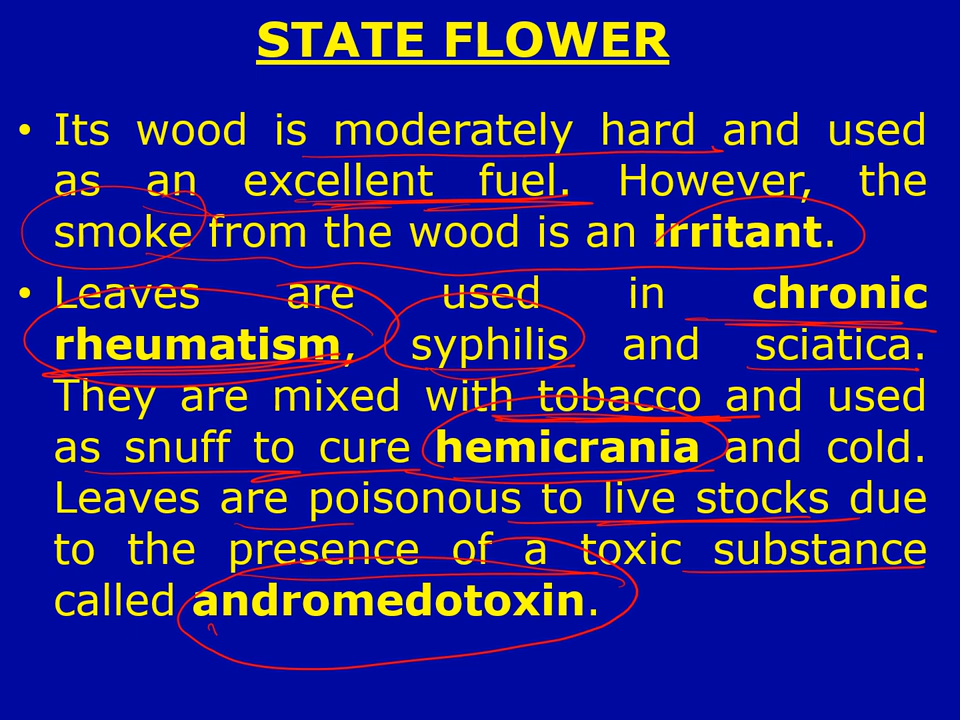 STATE FLOWER
• Its wood is moderately hard and used
as an excellent fuel. However, the
smoke from the wood is an irritant.
• Leaves are used in chronic
rheumatism, syphilis and sciatica.
They are mixed with tobacco and used
as snuff to cure hemicrania and cold.
Leaves are poisonous to live stocks due
to the presence of a toxic substance
called andromedotoxin.